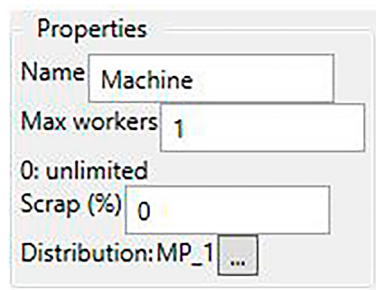 Properties
Name Machine
Max workers 1
0: unlimited
Scrap (%) 0
Distribution:MP_1 ...